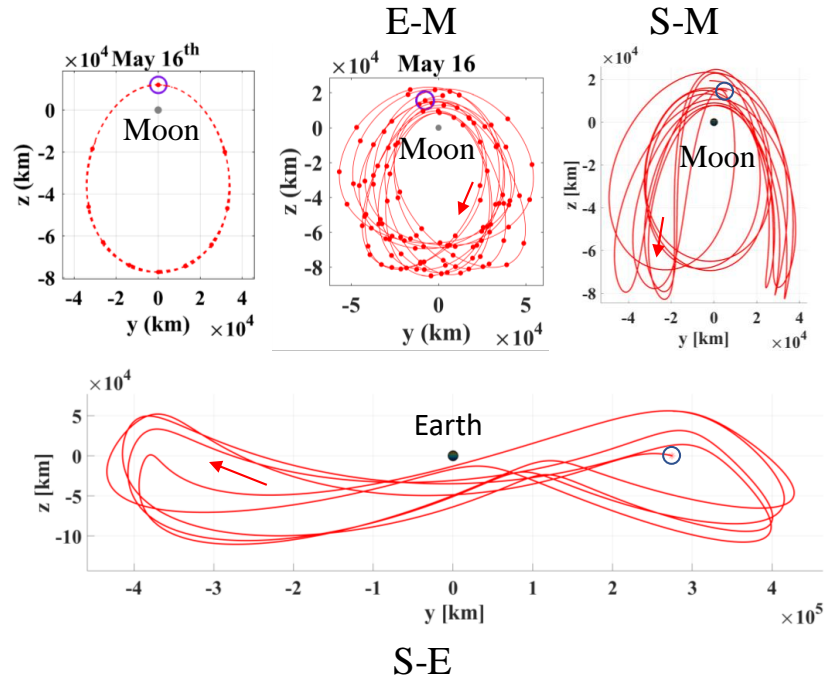 E-M
S-M
×10⁴ May 16ᵗʰ
0
-2
-4
-6
-8
z (km)
Moon
-4 -2 0 2 4
y (km) ×10⁴
×10⁴ May 16
2
0
-2
-4
-6
-8
z (km)
Moon
-5 0 5
y (km) ×10⁴
×10⁴
2
0
-2
-4
-6
-8
z [km]
Moon
-4 -2 0 2 4
y [km] ×10⁴
×10⁴
5
0
-5
-10
z [km]
Earth
-4 -3 -2 -1 0 1 2 3 4
y [km] ×10⁵
S-E